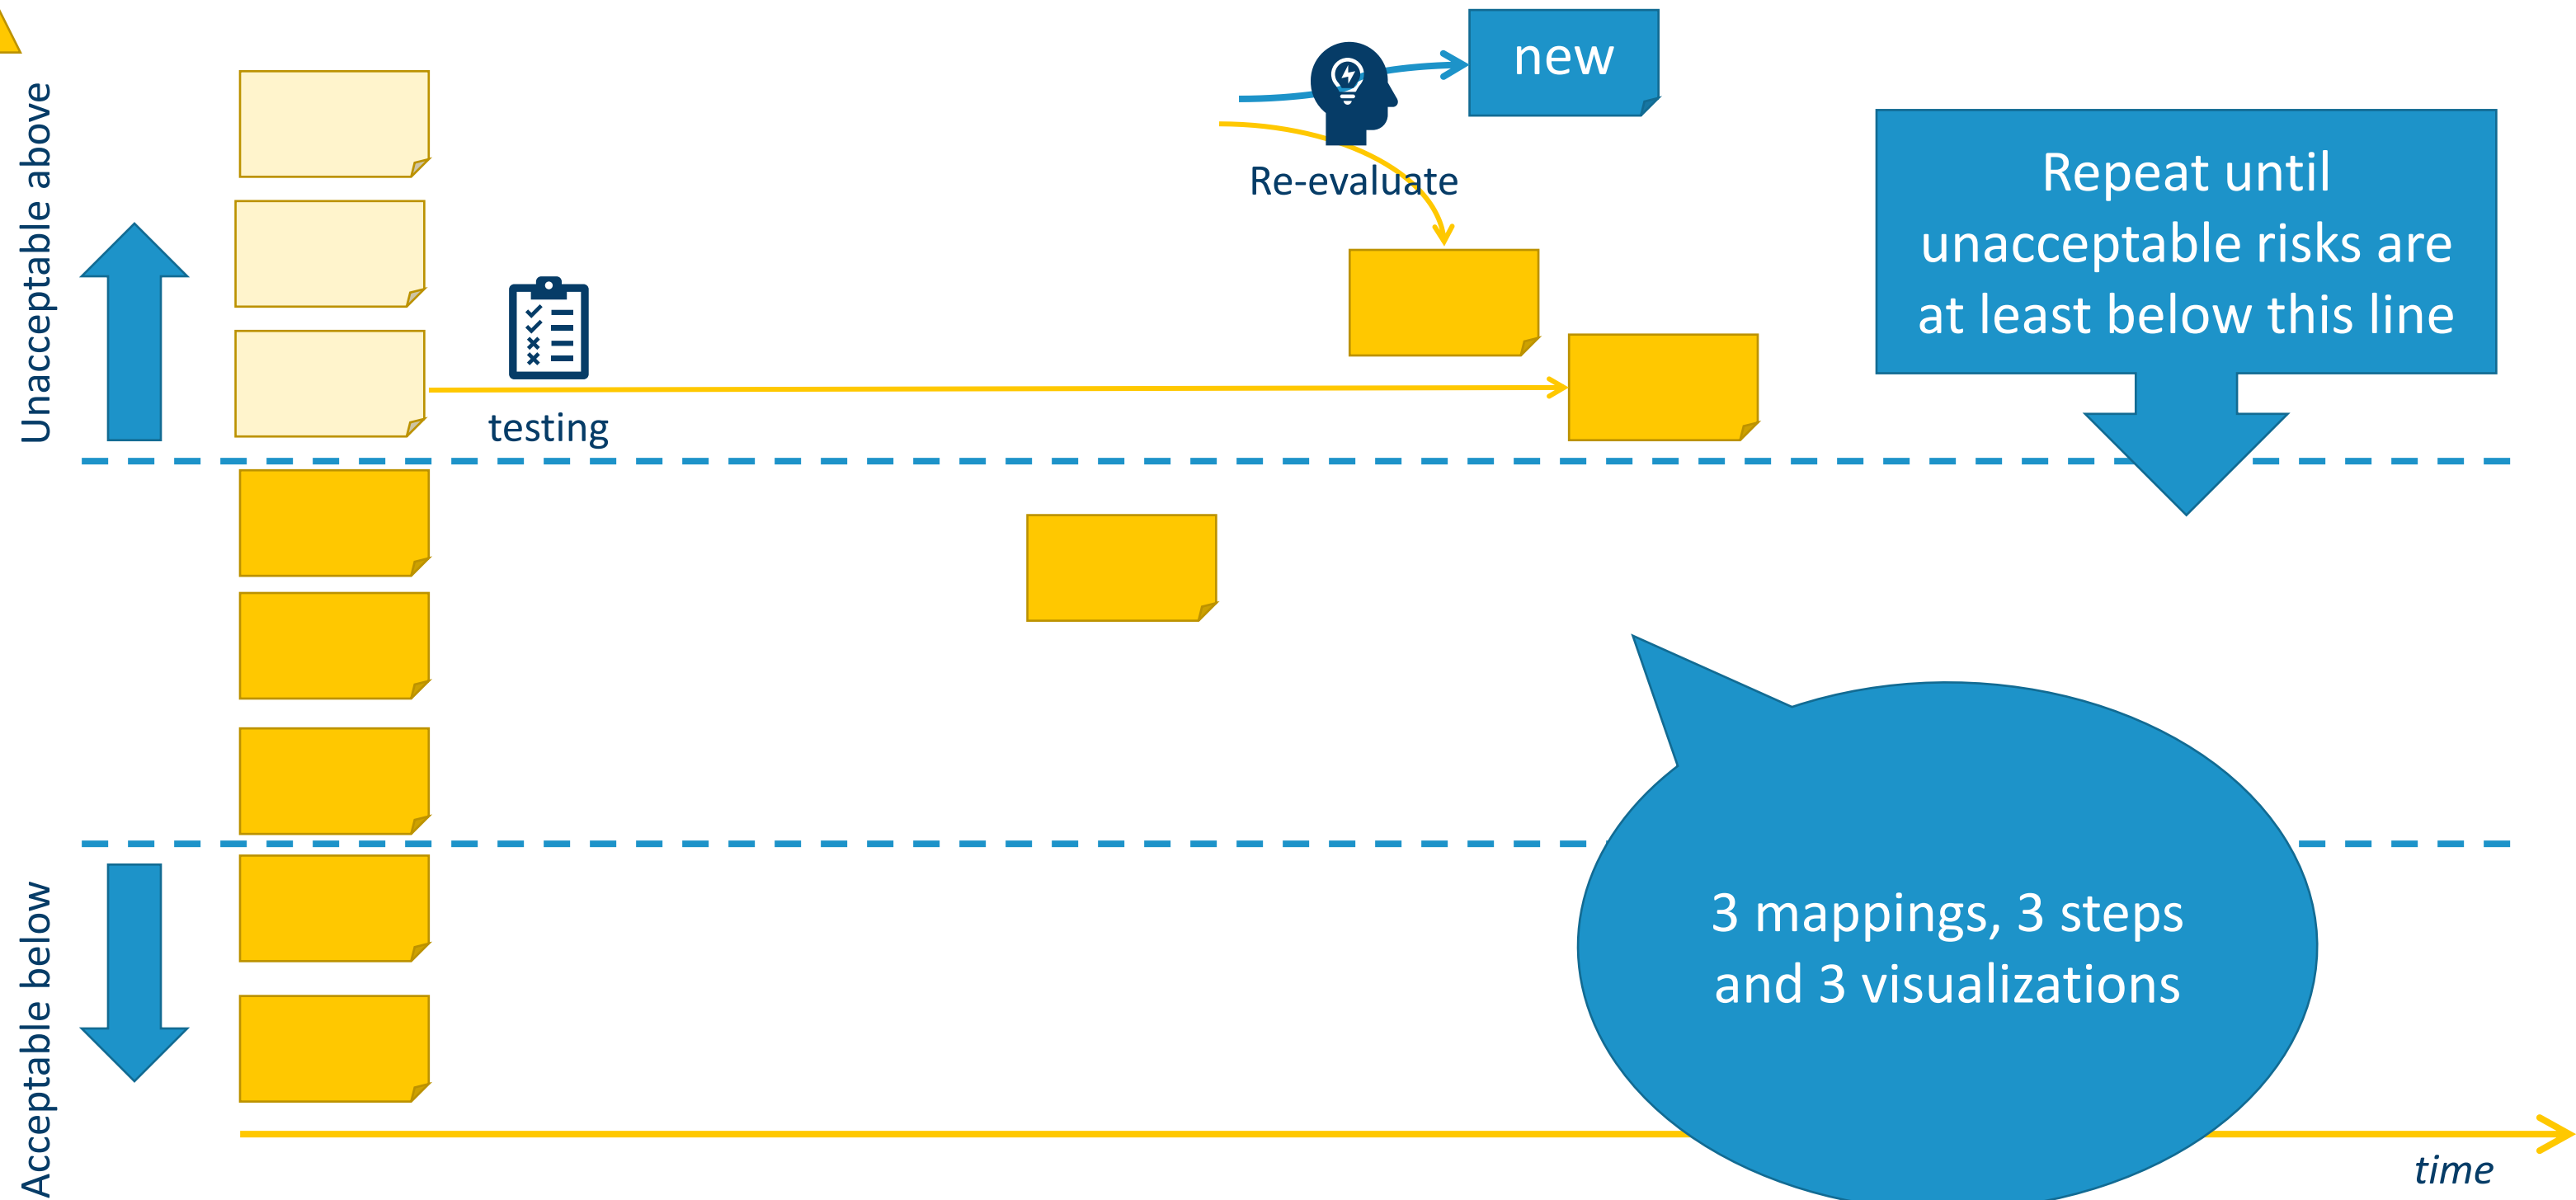 new
Unacceptable above
Re-evaluate
Repeat until
unacceptable risks are
at least below this line
testing
3 mappings, 3 steps
and 3 visualizations
Acceptable below
time